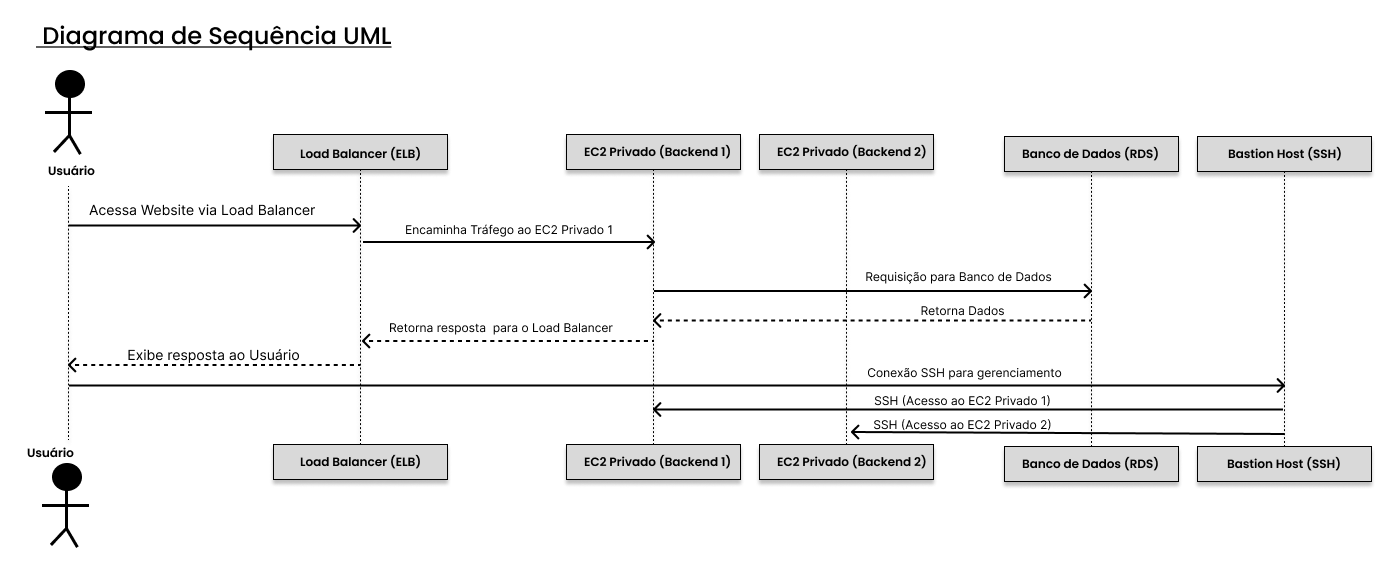 Diagrama de Sequência UML
Usuário
Load Balancer (ELB)
EC2 Privado (Backend 1)
EC2 Privado (Backend 2)
Banco de Dados (RDS)
Bastion Host (SSH)
Acessa Website via Load Balancer
Encaminha Tráfego ao EC2 Privado 1
Requisição para Banco de Dados
Retorna Dados
Retorna resposta  para o Load Balancer
Exibe resposta ao Usuário
Conexão SSH para gerenciamento
SSH (Acesso ao EC2 Privado 1)
SSH (Acesso ao EC2 Privado 2)
Usuário
Load Balancer (ELB)
EC2 Privado (Backend 1)
EC2 Privado (Backend 2)
Banco de Dados (RDS)
Bastion Host (SSH)